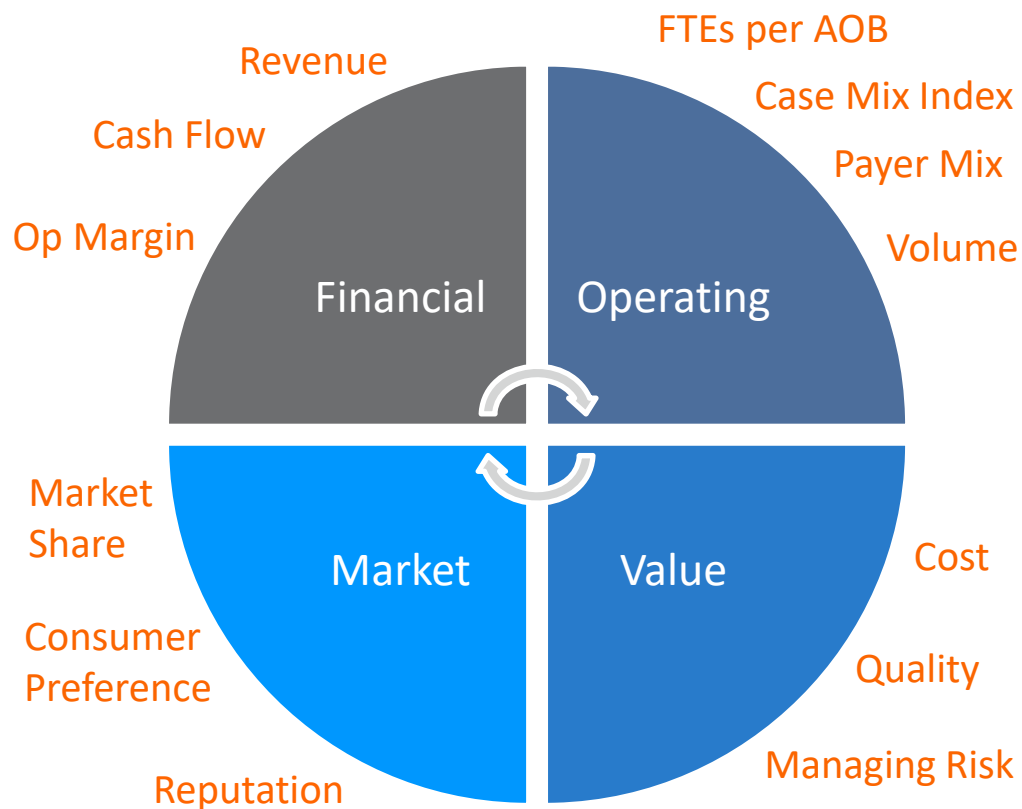 FTEs per AOB
Revenue
Case Mix Index
Cash Flow
Payer Mix
Op Margin
Volume
Financial
Operating
Market
Share
Cost
Market
Value
Consumer
Preference
Quality
Managing Risk
Reputation